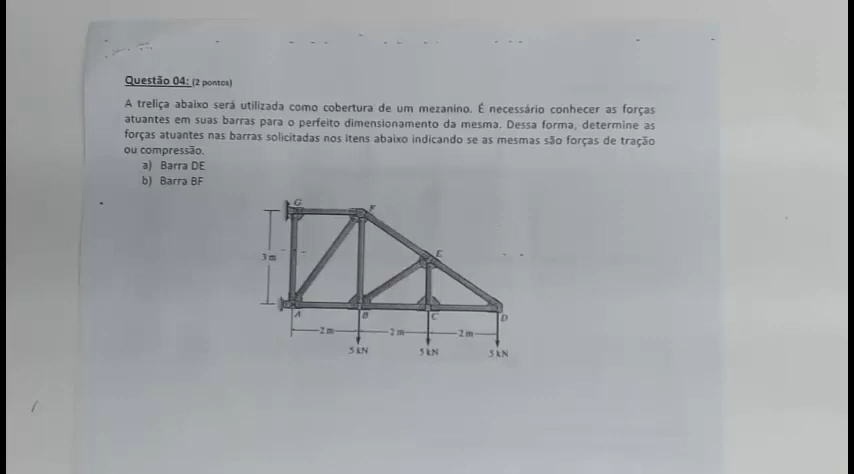 Questão 04: (2 pontos)
A treliça abaixo será utilizada como cobertura de um mezanino. É necessário conhecer as forças
atuantes em suas barras para o perfeito dimensionamento da mesma. Dessa forma, determine as
forças atuantes nas barras solicitadas nos itens abaixo indicando se as mesmas são forças de tração
ou compressão.
a) Barra DE
b) Barra BF
G
F
E
3 m
A
B
C
D
2 m
2 m
2 m
5 kN
5 kN
5 kN